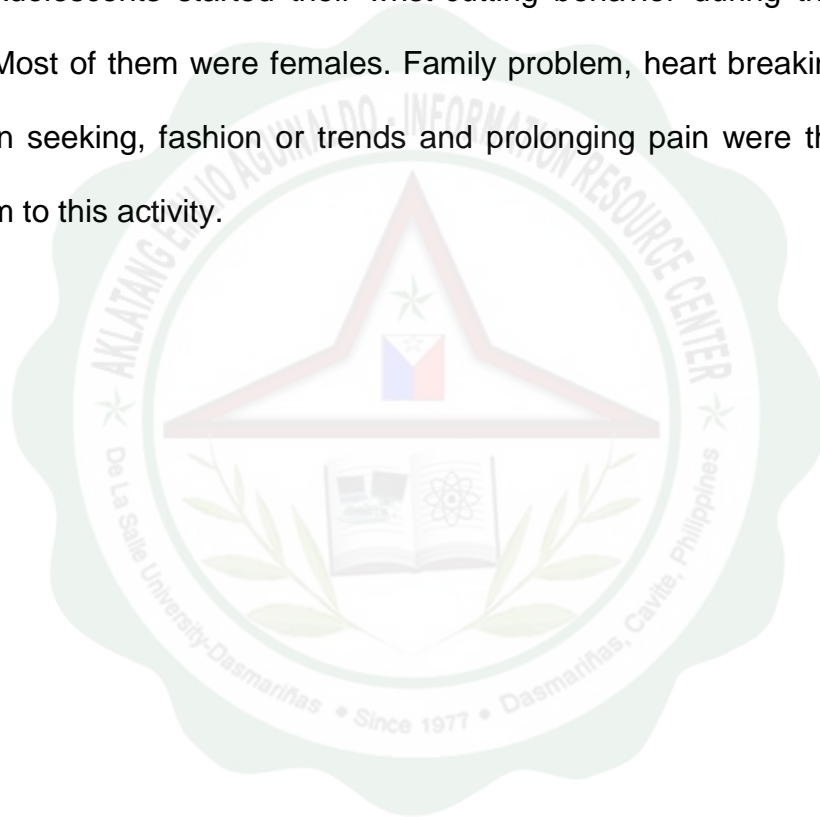 adolescents started their wrist-cutting behavior during
Most of them were females. Family problem, heart
seeking, fashion or trends and prolonging pain were
to this activity.
AKLATANG EMILIO AGUINALDO - INFORMATION RESOURCE CENTER
De La Salle University-Dasmariñas • Since 1977 • Dasmariñas, Cavite, Philippines